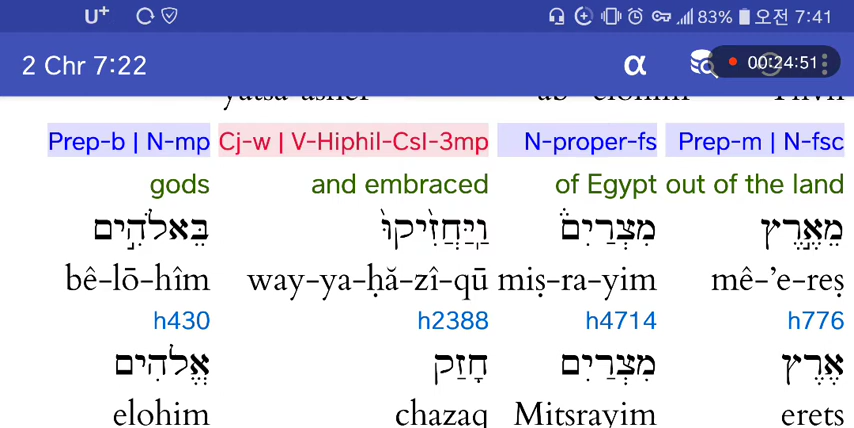 U+ 83% 오전 7:41
2 Chr 7:22 α 00:24:51
Prep-b | N-mp Cj-w | V-Hiphil-CsI-3mp N-proper-fs Prep-m | N-fsc
gods and embraced of Egypt out of the land
בֵּאלֹהִ֣ים וַֽיַּחֲזִ֙יקוּ֙ מִצְרַיִם֒ מֵאֶ֣רֶץ
bê-lō-hîm way-ya-ḥă-zî-qū miṣ-ra-yim mê-’e-reṣ
h430 h2388 h4714 h776
אֱלֹהִים חָזַק מִצְרַיִם אֶרֶץ
elohim chazaq Mitsrayim erets